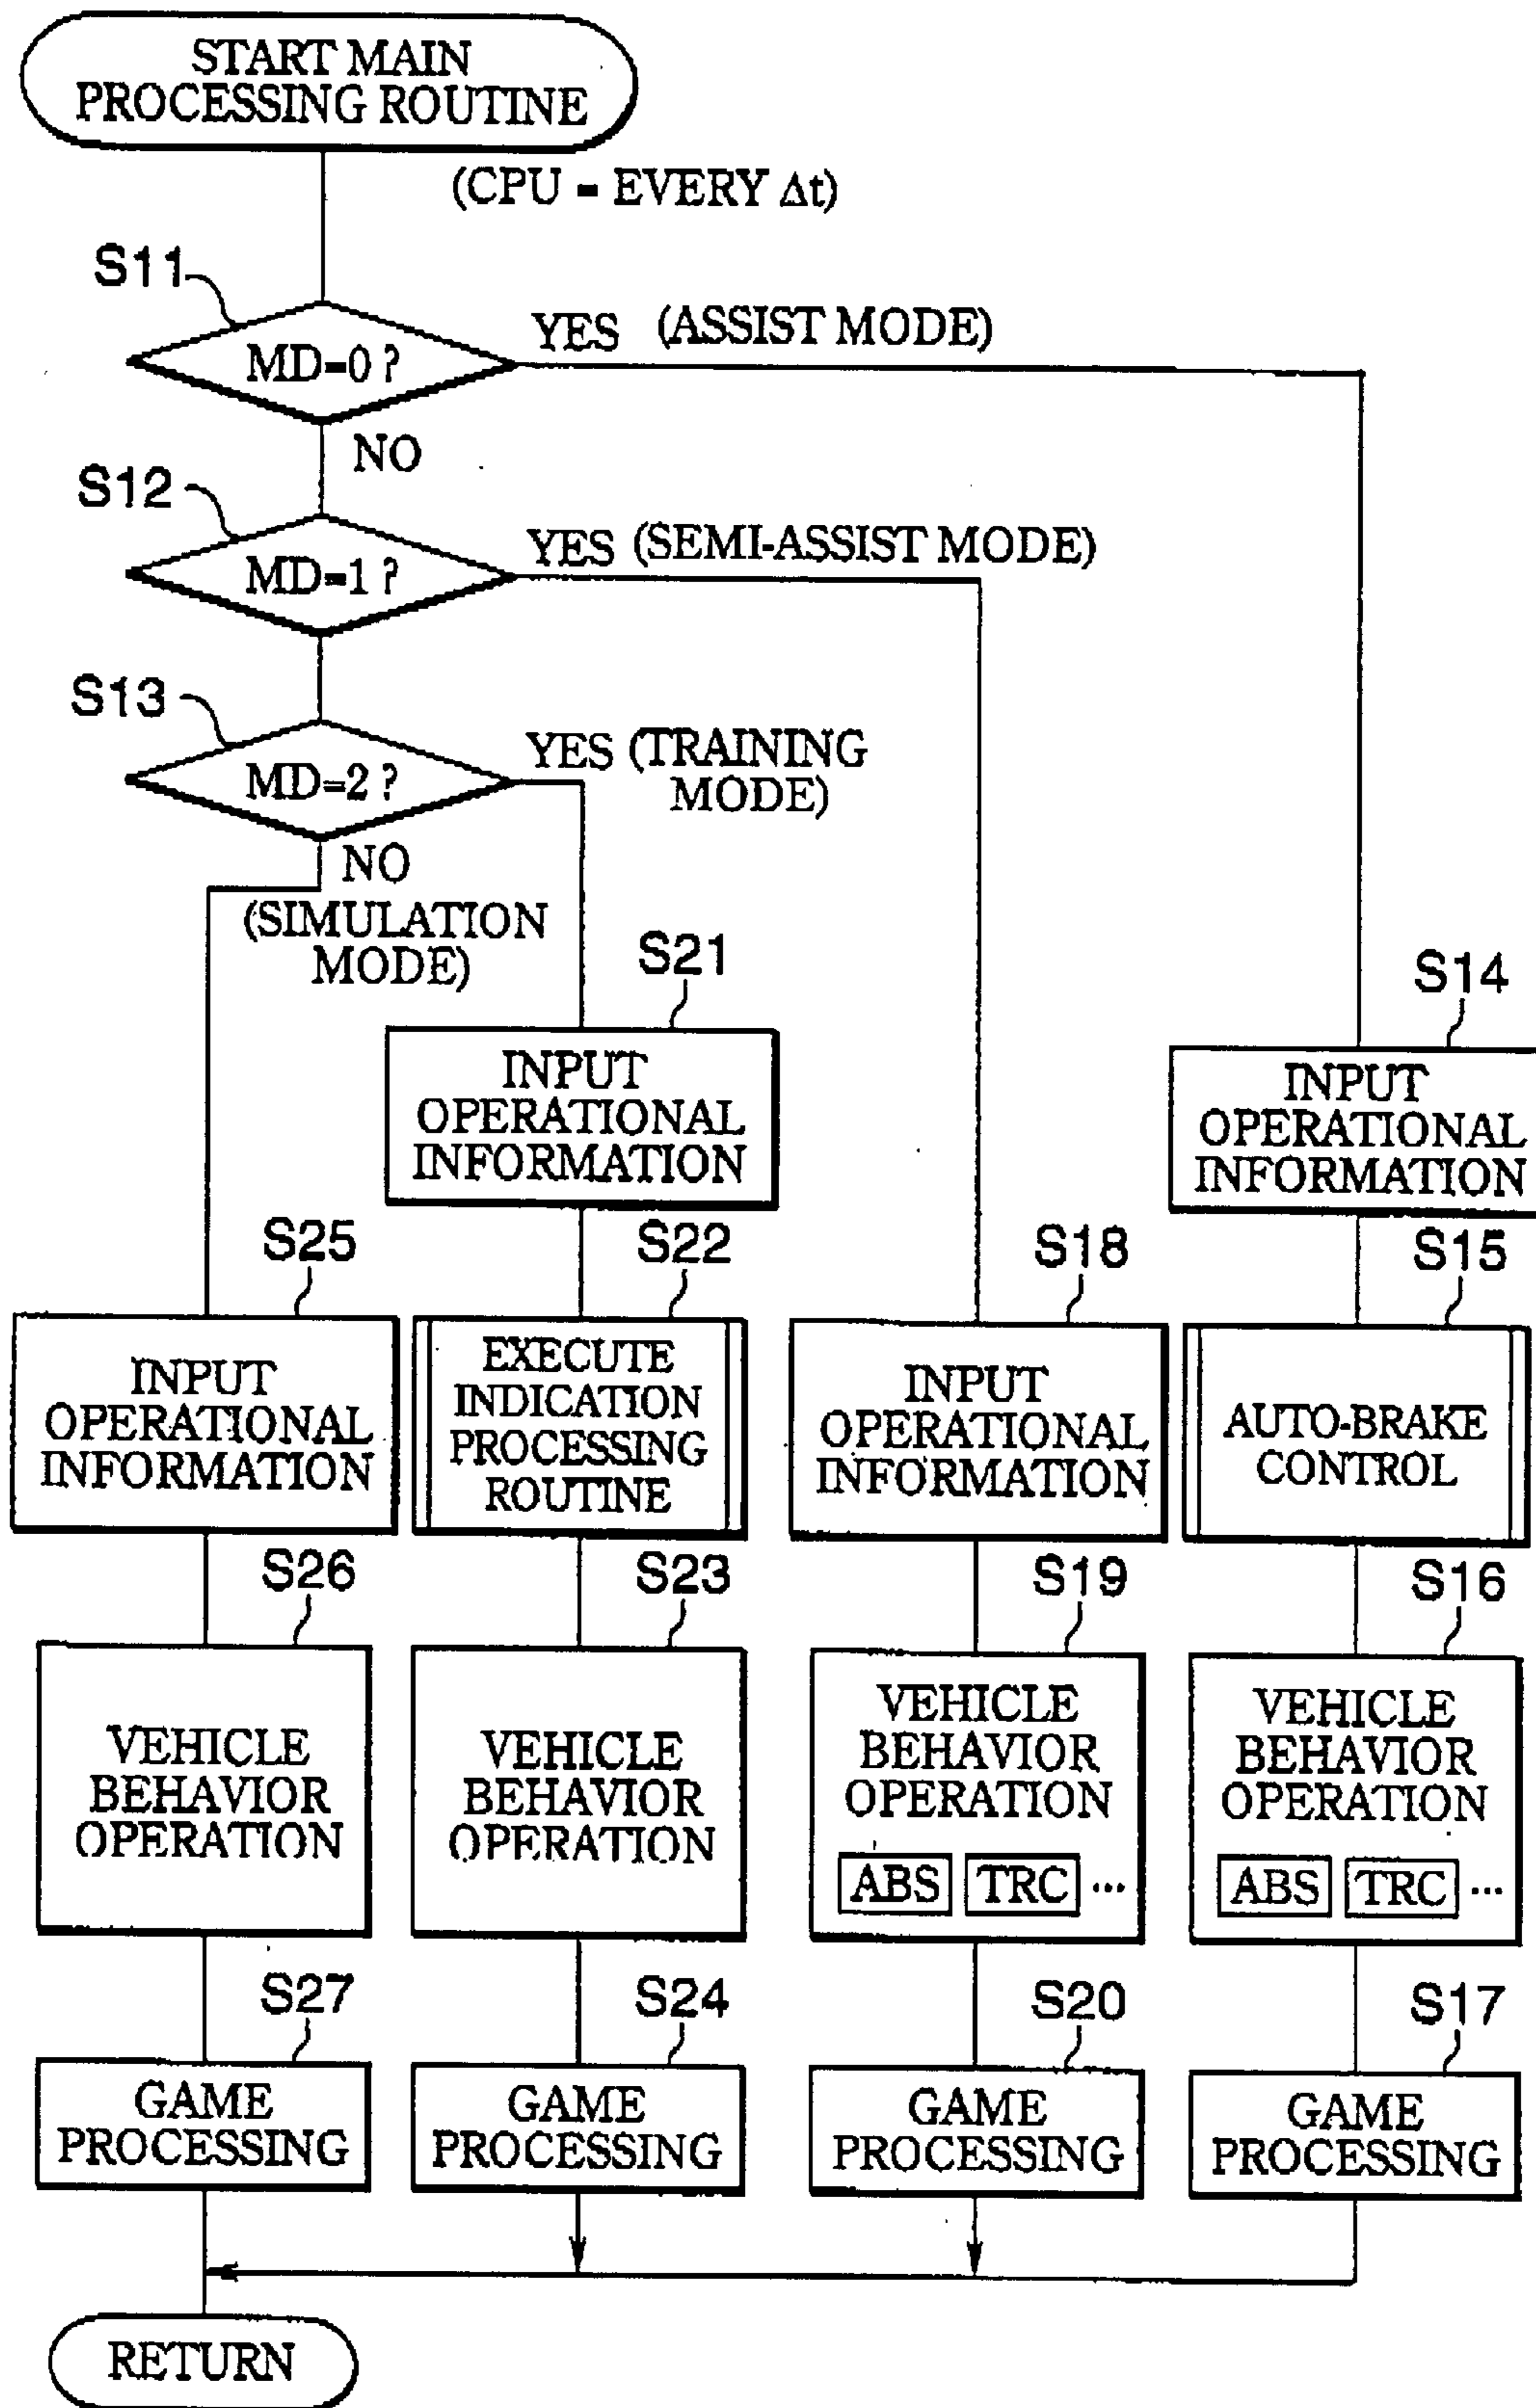 START MAIN
PROCESSING ROUTINE
(CPU = EVERY Δt)
S11
MD=0 ?
YES (ASSIST MODE)
NO
S12
MD=1 ?
YES (SEMI-ASSIST MODE)
S13
MD=2 ?
YES (TRAINING
MODE)
NO
(SIMULATION
MODE)
S21
INPUT
OPERATIONAL
INFORMATION
S14
INPUT
OPERATIONAL
INFORMATION
S25
INPUT
OPERATIONAL
INFORMATION
S22
EXECUTE
INDICATION
PROCESSING
ROUTINE
S18
INPUT
OPERATIONAL
INFORMATION
S15
AUTO-BRAKE
CONTROL
S26
VEHICLE
BEHAVIOR
OPERATION
S23
VEHICLE
BEHAVIOR
OPERATION
S19
VEHICLE
BEHAVIOR
OPERATION
ABS TRC ...
S16
VEHICLE
BEHAVIOR
OPERATION
ABS TRC ...
S27
GAME
PROCESSING
S24
GAME
PROCESSING
S20
GAME
PROCESSING
S17
GAME
PROCESSING
RETURN